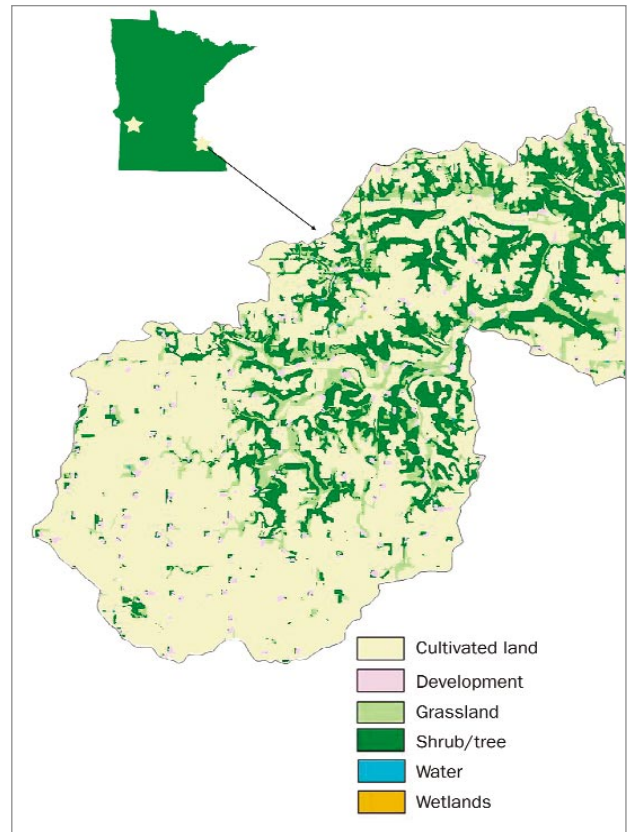 Cultivated land
Development
Grassland
Shrub/tree
Water
Wetlands